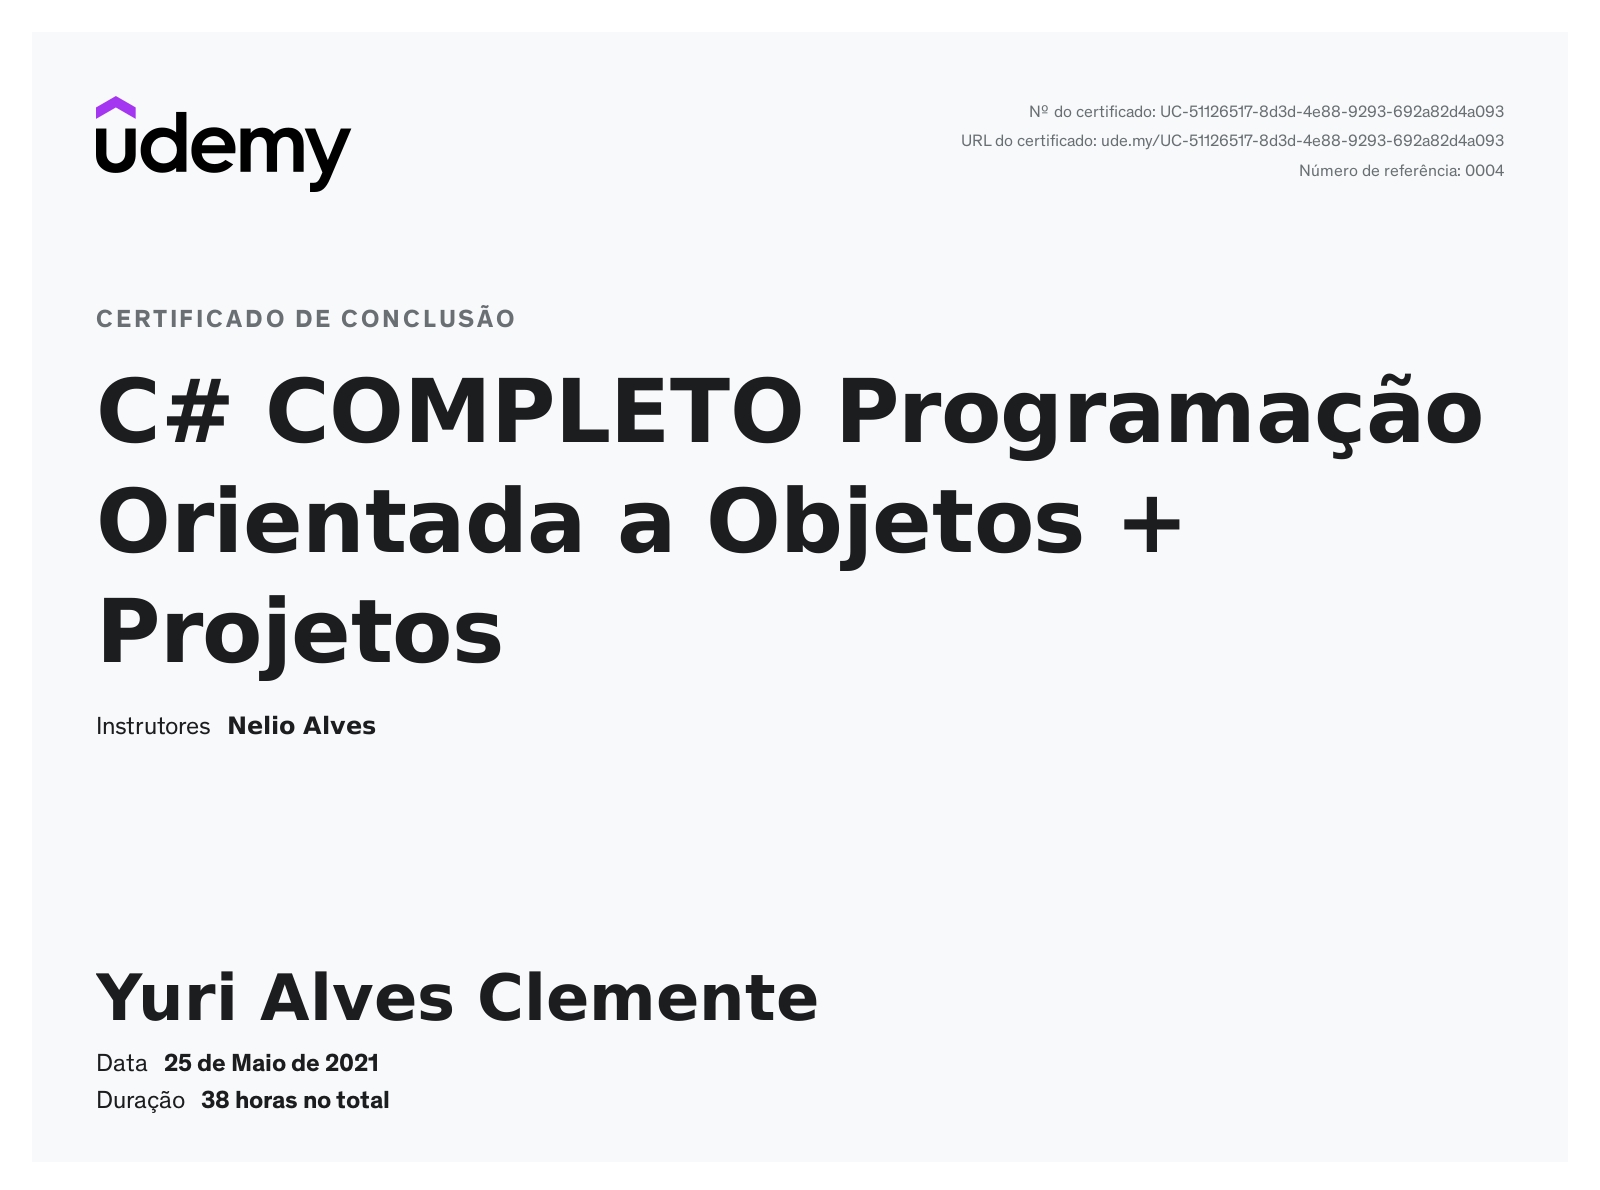 udemy
Nº do certificado: UC-51126517-8d3d-4e88-9293-692a82d4a093
URL do certificado: ude.my/UC-51126517-8d3d-4e88-9293-692a82d4a093
Número de referência: 0004
CERTIFICADO DE CONCLUSÃO
C# COMPLETO Programação
Orientada a Objetos +
Projetos
Instrutores Nelio Alves
Yuri Alves Clemente
Data 25 de Maio de 2021
Duração 38 horas no total